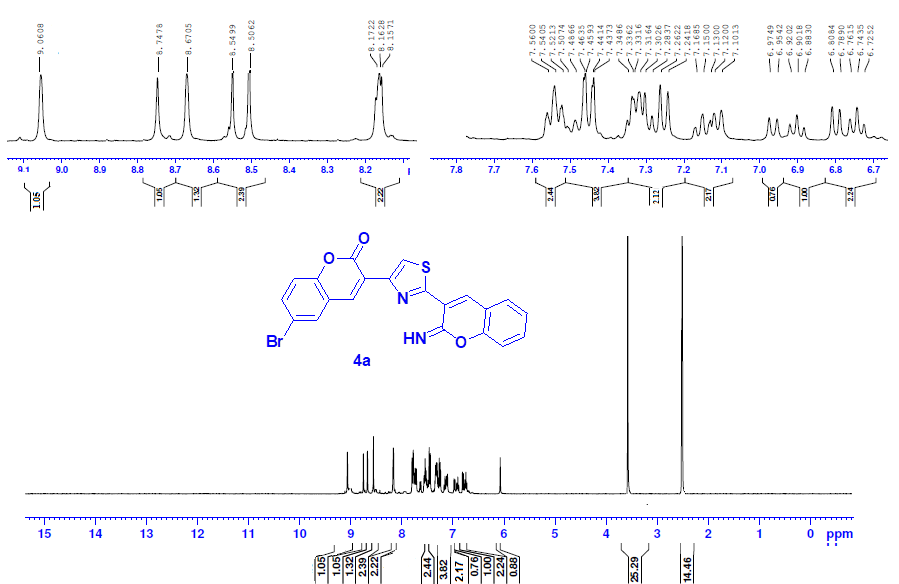 9.0608 8.7478 8.6705 8.5499 8.5062 8.1722 8.1628 8.1571
7.5600 7.5405 7.5213 7.5074 7.4866 7.4635 7.4593 7.4414 7.4373 7.3486 7.3362 7.3316 7.3164 7.3026 7.2837 7.2622 7.2418 7.1685 7.1500 7.1300 7.1200 7.1013 6.9749 6.9542 6.9202 6.9018 6.8830 6.8084 6.7890 6.7615 6.7435 6.7252
9.1 9.0 8.9 8.8 8.7 8.6 8.5 8.4 8.3 8.2
7.8 7.7 7.6 7.5 7.4 7.3 7.2 7.1 7.0 6.9 6.8 6.7
1.05 1.05 1.32 2.39 2.22
2.44 3.82 2.12 2.17 0.76 1.00 2.24
O
O
S
N
Br
HN
O
4a
15 14 13 12 11 10 9 8 7 6 5 4 3 2 1 0 ppm
1.05 1.05 1.32 2.39 2.22 2.44 3.82 2.17 0.76 1.00 2.24 0.88 25.29 14.46